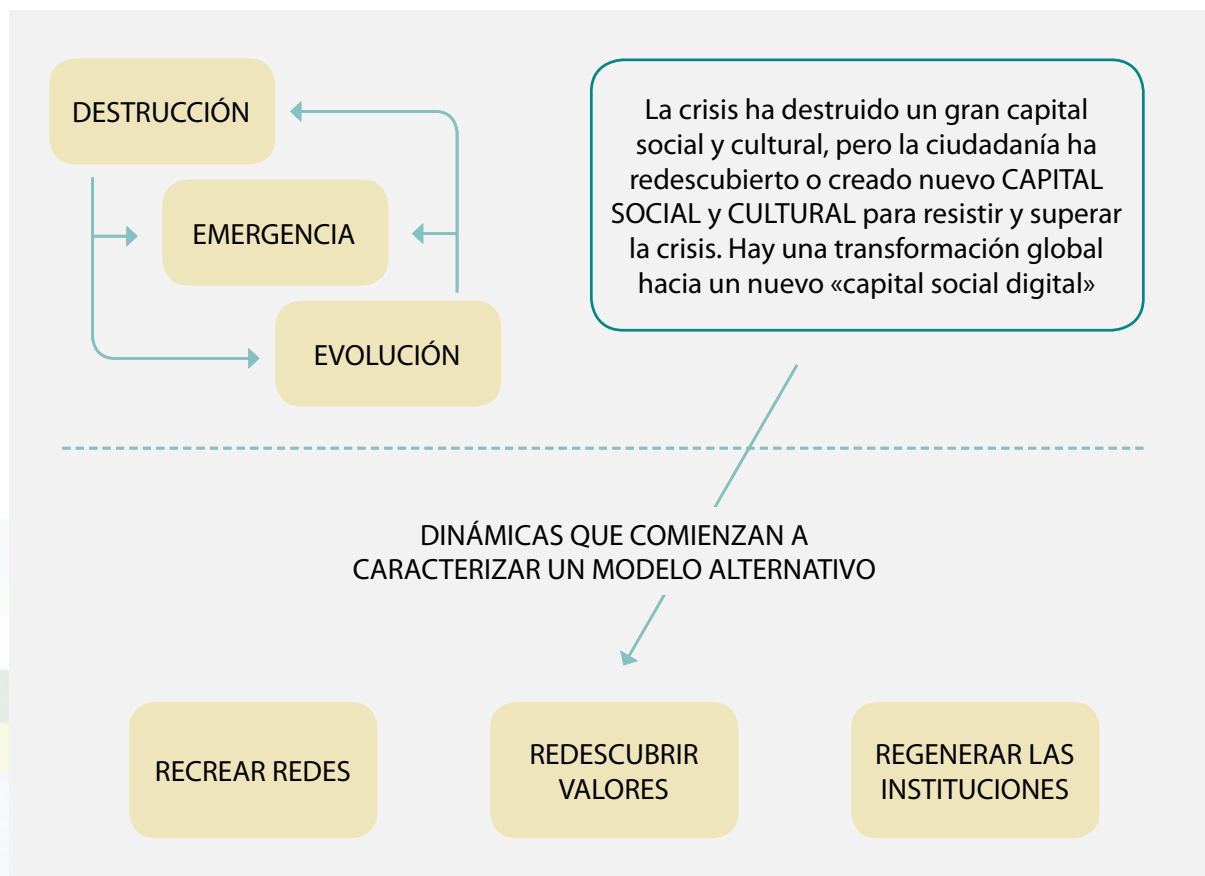 DESTRUCCIÓN
EMERGENCIA
EVOLUCIÓN
La crisis ha destruido un gran capital
social y cultural, pero la ciudadanía ha
redescubierto o creado nuevo CAPITAL
SOCIAL y CULTURAL para resistir y superar
la crisis. Hay una transformación global
hacia un nuevo «capital social digital»
DINÁMICAS QUE COMIENZAN A
CARACTERIZAR UN MODELO ALTERNATIVO
RECREAR REDES
REDESCUBRIR
VALORES
REGENERAR LAS
INSTITUCIONES